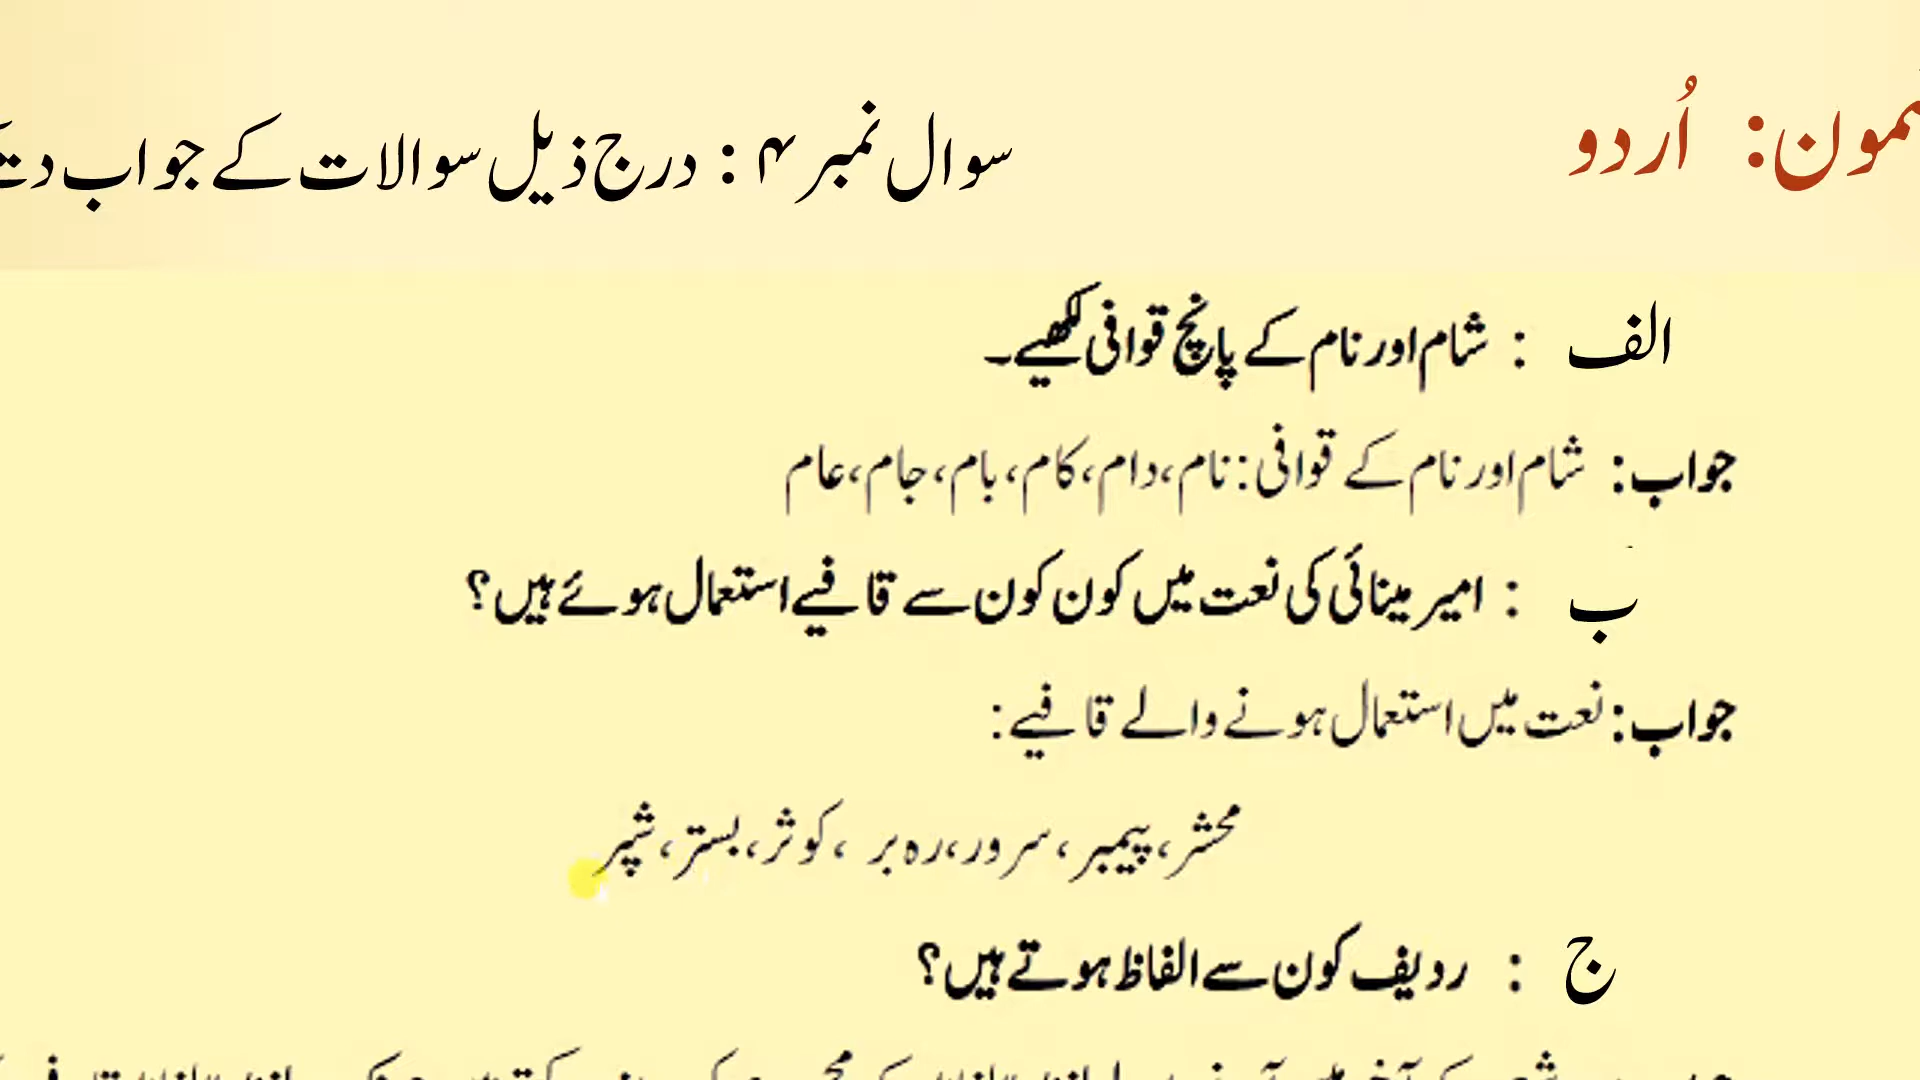 مضمون: اُردو
سوال نمبر ۴: درج ذیل سوالات کے جواب
الف : شام اور نام کے پانچ قوافی لکھیے۔
جواب: شام اور نام کے قوافی: نام، دام، کام، بام، جام، عام
ب : امیر مینائی کی نعت میں کون کون سے قافیے استعمال ہوئے ہیں؟
جواب: نعت میں استعمال ہونے والے قافیے:
محشر، پیمبر، سرور، رہ بر، کوثر، بستر، شپر
ج : ردیف کون سے الفاظ ہوتے ہیں؟